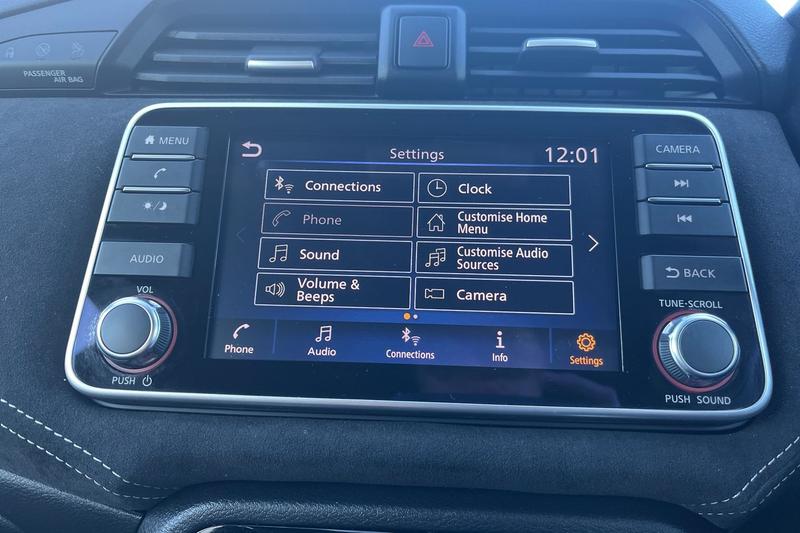 PASSENGER
AIR BAG
MENU
AUDIO
VOL
PUSH
Settings
12:01
Connections
Clock
Phone
Customise Home
Menu
Sound
Customise Audio
Sources
Volume &
Beeps
Camera
Phone
Audio
Connections
Info
Settings
CAMERA
BACK
TUNE·SCROLL
PUSH SOUND